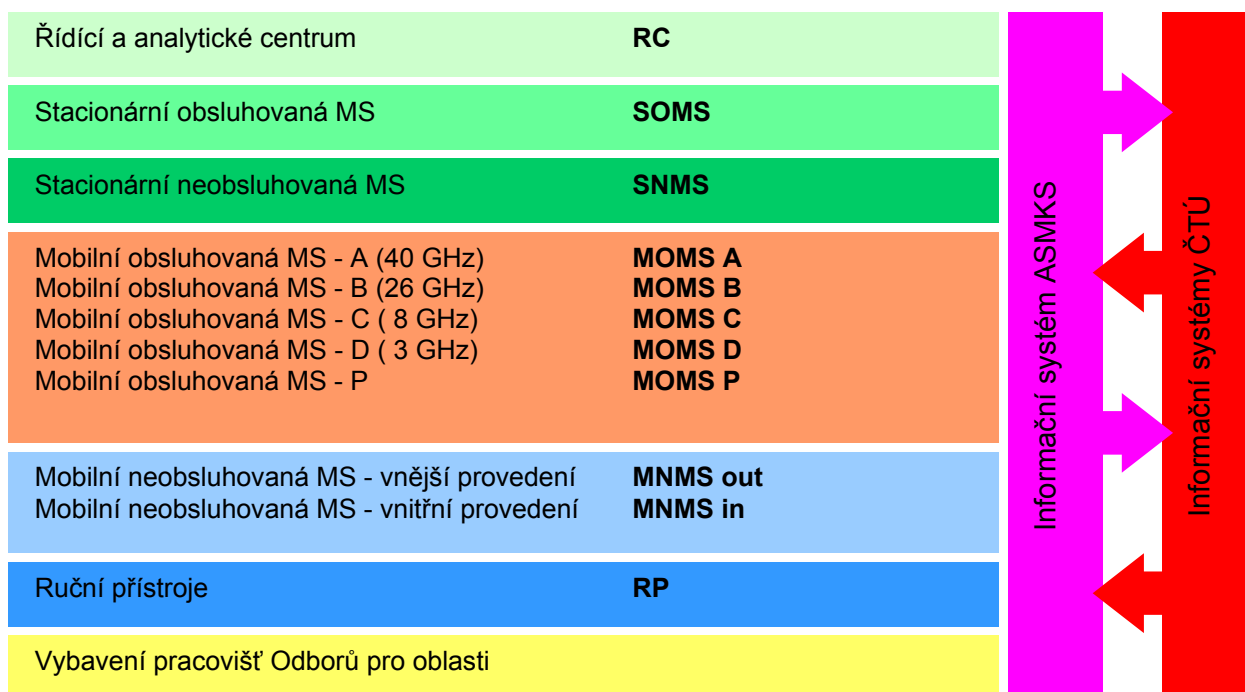 Řídící a analytické centrum RC
Stacionární obsluhovaná MS SOMS
Stacionární neobsluhovaná MS SNMS
Mobilní obsluhovaná MS - A (40 GHz) MOMS A
Mobilní obsluhovaná MS - B (26 GHz) MOMS B
Mobilní obsluhovaná MS - C ( 8 GHz) MOMS C
Mobilní obsluhovaná MS - D ( 3 GHz) MOMS D
Mobilní obsluhovaná MS - P MOMS P
Mobilní neobsluhovaná MS - vnější provedení MNMS out
Mobilní neobsluhovaná MS - vnitřní provedení MNMS in
Ruční přístroje RP
Vybavení pracovišť Odborů pro oblasti
Informační systém ASMKS
Informační systémy ČTÚ